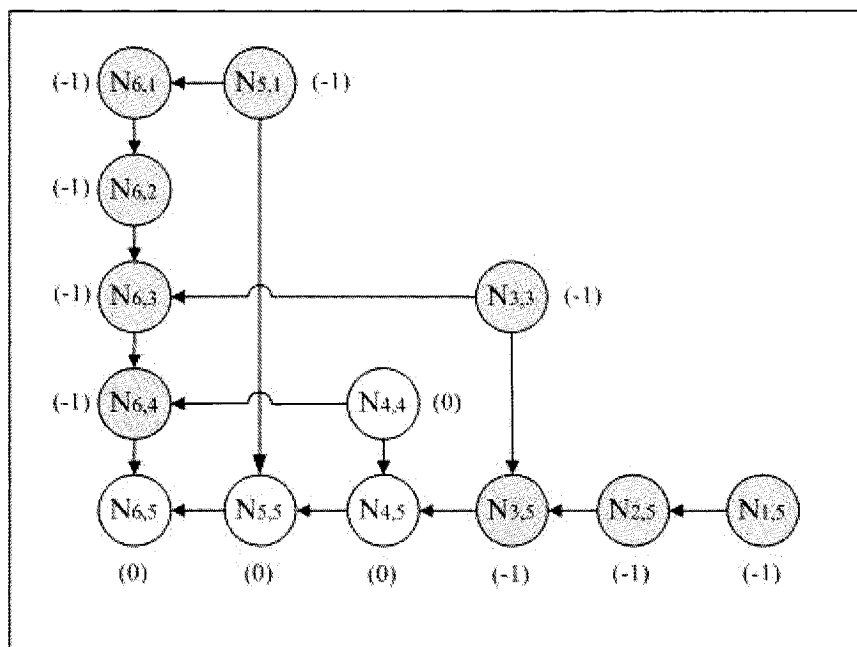 (-1) N6,1 N5,1 (-1)
(-1) N6,2
(-1) N6,3 N3,3 (-1)
(-1) N6,4 N4,4 (0)
N6,5 N5,5 N4,5 N3,5 N2,5 N1,5
(0) (0) (0) (-1) (-1) (-1)